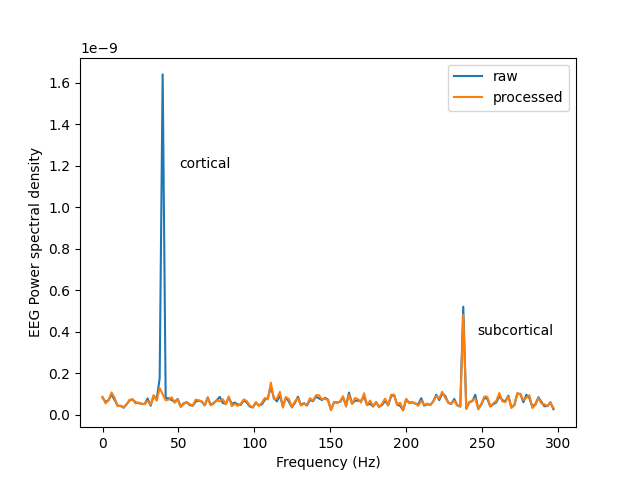 1e−9
raw
processed
cortical
subcortical
EEG Power spectral density
1.6
1.4
1.2
1.0
0.8
0.6
0.4
0.2
0.0
0 50 100 150 200 250 300
Frequency (Hz)